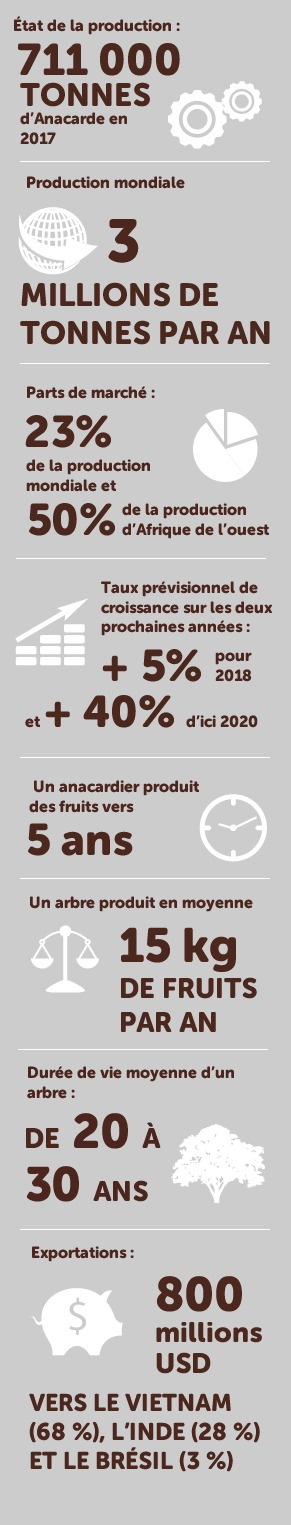 État de la production :
711 000
TONNES
d’Anacarde en
2017
Production mondiale
3
MILLIONS DE
TONNES PAR AN
Parts de marché :
23%
de la production
mondiale et
50% de la production
d’Afrique de l’ouest
Taux prévisionnel de
croissance sur les deux
prochaines années :
+ 5% pour
2018
et + 40% d’ici 2020
Un anacardier produit
des fruits vers
5 ans
Un arbre produit en moyenne
15 kg
DE FRUITS
PAR AN
Durée de vie moyenne d’un
arbre :
DE 20 À
30 ANS
Exportations :
$
800
millions
USD
VERS LE VIETNAM
(68 %), L’INDE (28 %)
ET LE BRÉSIL (3 %)